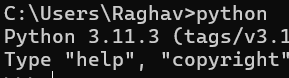 C:\Users\Raghav>python
Python 3.11.3 (tags/v3.1
Type "help", "copyright"